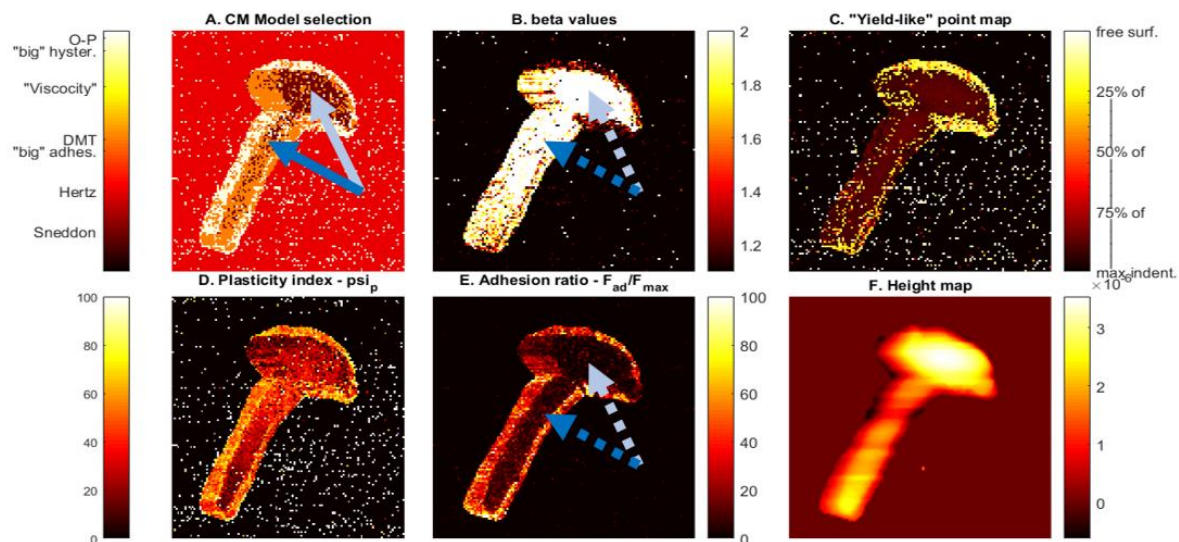 A. CM Model selection
B. beta values
C. "Yield-like" point map
O-P
"big" hyster.
"Viscocity"
DMT
"big" adhes.
Hertz
Sneddon
2
1.8
1.6
1.4
1.2
free surf.
25% of
50% of
75% of
max indent.
D. Plasticity index - psi_p
E. Adhesion ratio - F_ad/F_max
F. Height map
100
80
60
40
20
0
100
80
60
40
20
0
3
2
1
0